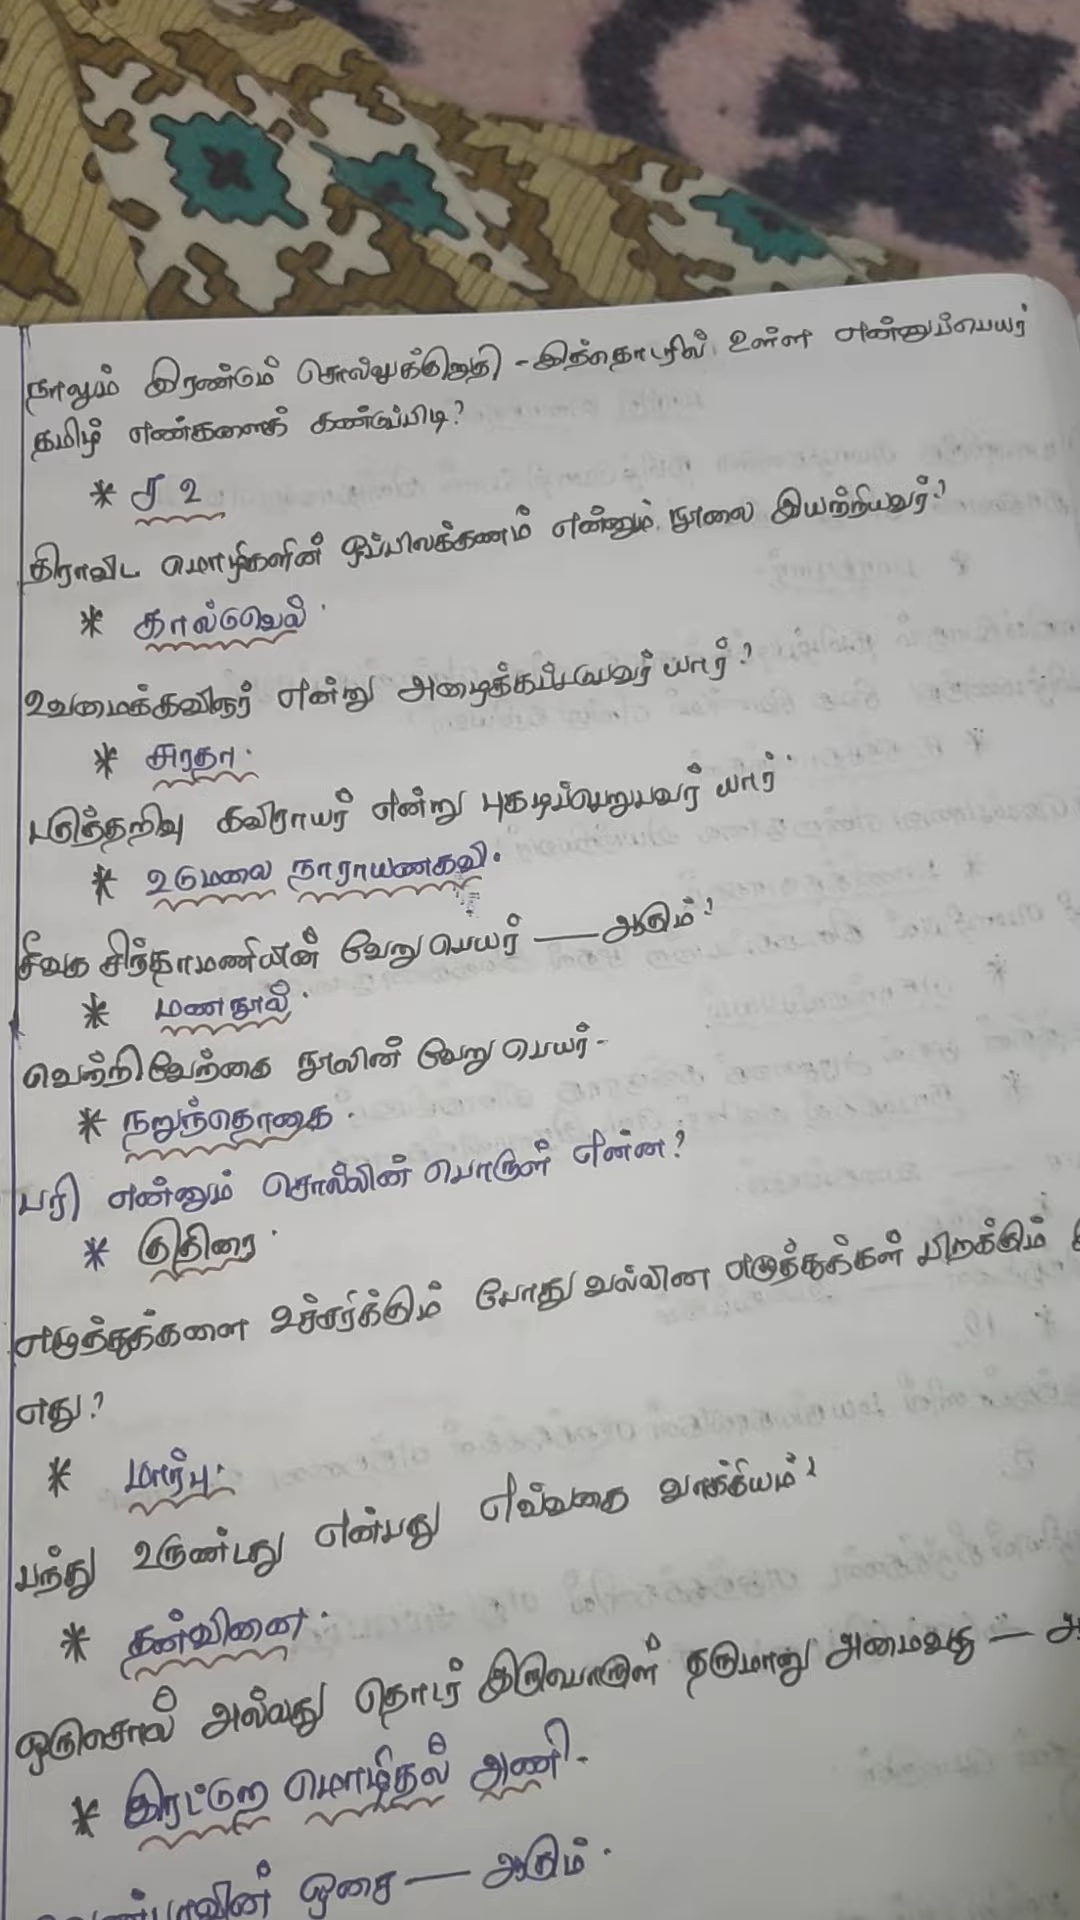 நாலும் இரண்டும் சொல்லுக்குறுதி - இத்தொடரில் உள்ள எண்ணுப்பெயர்
தமிழ் எண்களைக் கண்டுப்பிடி?
* ச உ
திராவிட மொழிகளின் ஒப்பிலக்கணம் என்னும் நூலை இயற்றியவர்?
* கால்டுவெல்.
உவமைக்கவிஞர் என்று அழைக்கப்படுபவர் யார்?
* சுரதா.
பகுத்தறிவு கவிராயர் என்று புகழப்பெறுபவர் யார்
* உடுமலை நாராயணகவி.
சீவக சிந்தாமணியின் வேறு பெயர் — ஆகும்?
* மணநூல்.
வெற்றிவேற்கை நூலின் வேறு பெயர் -
* நறுந்தொகை.
பரி என்னும் சொல்லின் பொருள் என்ன?
* குதிரை.
எழுத்துக்களை உச்சரிக்கும் போது வல்லின எழுத்துக்கள் பிறக்கும்
எது?
* மார்பு.
பந்து உருண்டது என்பது எவ்வகை வாக்கியம்?
* தன்வினை.
ஒருசொல் அல்லது தொடர் இருபொருள் தருமாறு அமைவது —
* இரட்டுற மொழிதல் அணி.
ஓசை — ஆகும்.